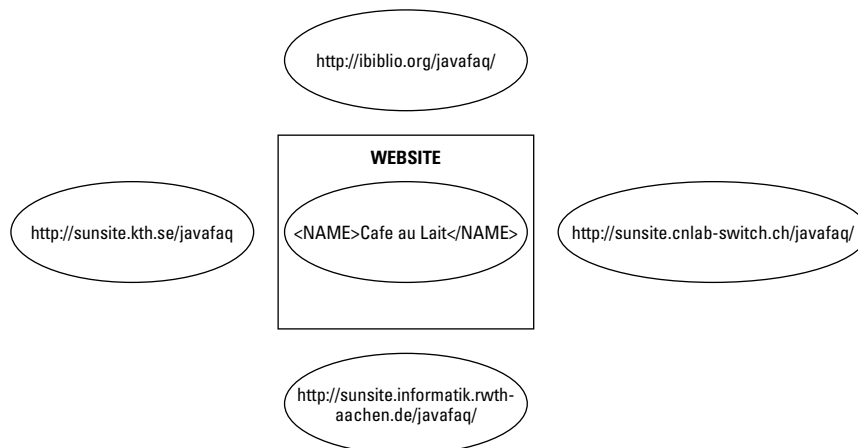 http://ibiblio.org/javafaq/
WEBSITE
http://sunsite.kth.se/javafaq
<NAME>Cafe au Lait</NAME>
http://sunsite.cnlab-switch.ch/javafaq/
http://sunsite.informatik.rwth-
aachen.de/javafaq/